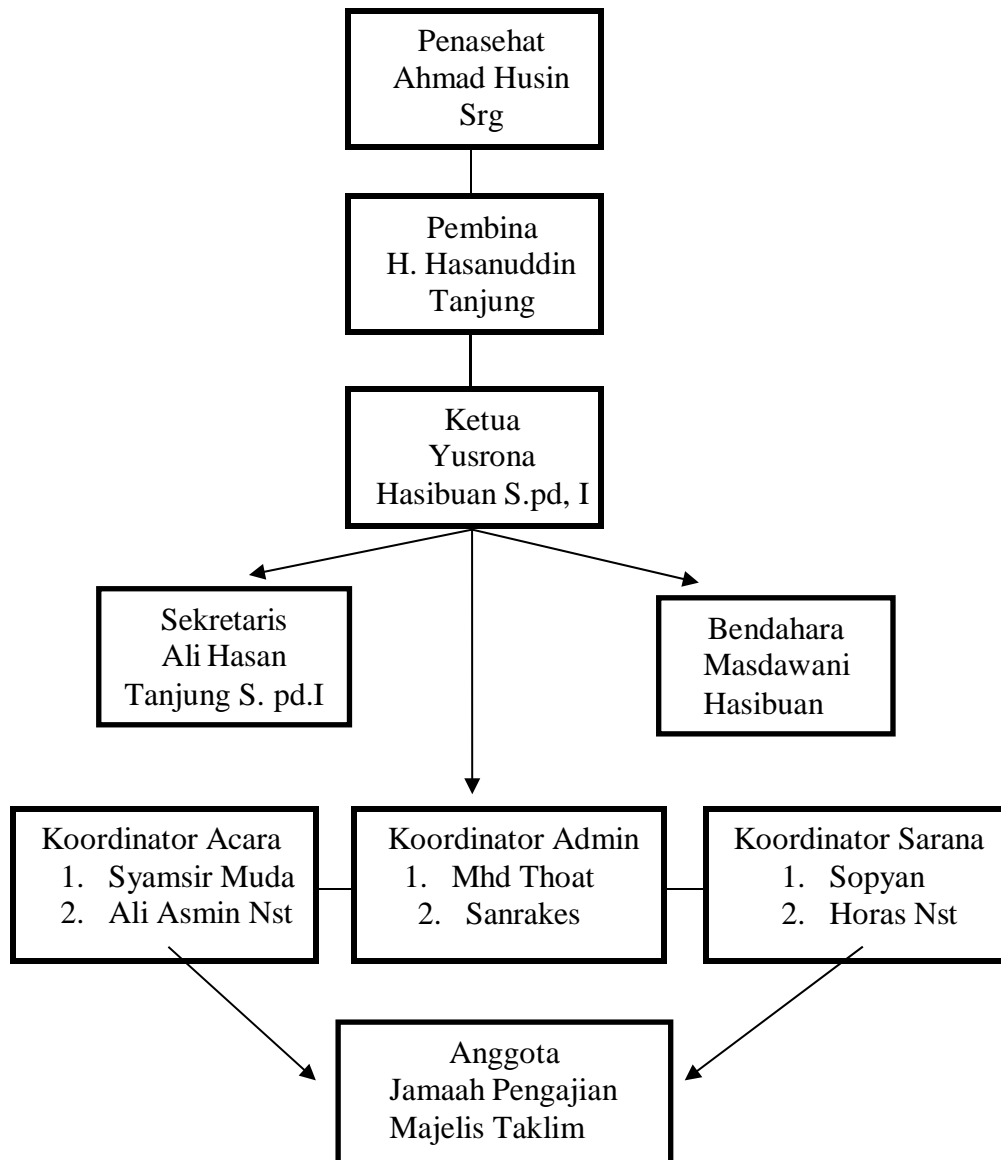 Penasehat
Ahmad Husin
Srg
Pembina
H. Hasanuddin
Tanjung
Ketua
Yusrona
Hasibuan S.pd, I
Sekretaris
Ali Hasan
Tanjung S. pd.I
Bendahara
Masdawani
Hasibuan
Koordinator Acara
1. Syamsir Muda
2. Ali Asmin Nst
Koordinator Admin
1. Mhd Thoat
2. Sanrakes
Koordinator Sarana
1. Sopyan
2. Horas Nst
Anggota
Jamaah Pengajian
Majelis Taklim